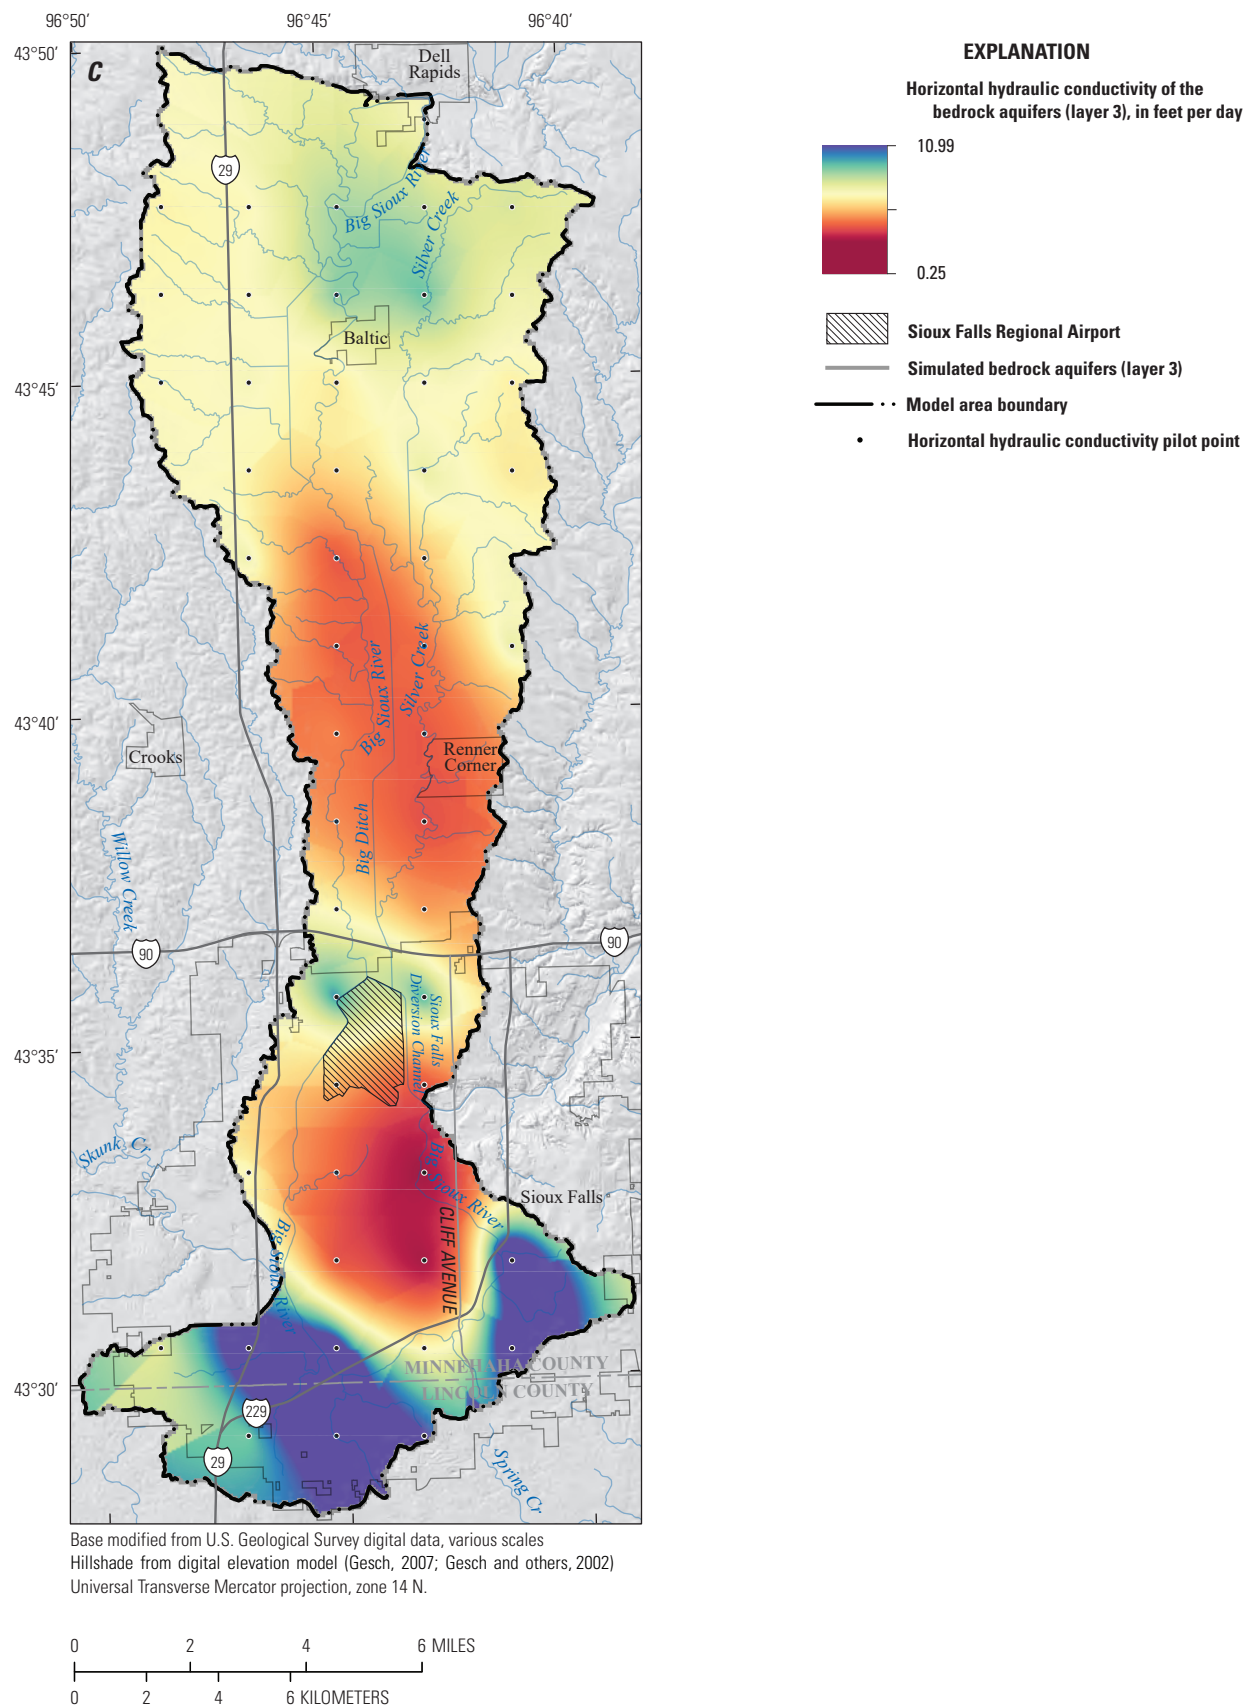 96°50′ 96°45′ 96°40′
43°50′
C
Dell
Rapids
29
Big Sioux River
Silver Creek
Baltic
43°45′
Big Sioux River
Silver Creek
43°40′
Crooks
Renner
Corner
Willow Creek
Big Ditch
90
90
Sioux Falls
Diversion Channel
43°35′
Skunk Cr
Big Sioux River
Sioux Falls
CLIFF AVENUE
Big Sioux River
MINNEHAHA COUNTY
43°30′
LINCOLN COUNTY
229
29
Spring Cr
Base modified from U.S. Geological Survey digital data, various scales
Hillshade from digital elevation model (Gesch, 2007; Gesch and others, 2002)
Universal Transverse Mercator projection, zone 14 N.
0 2 4 6 MILES
0 2 4 6 KILOMETERS
EXPLANATION
Horizontal hydraulic conductivity of the
bedrock aquifers (layer 3), in feet per day
10.99
0.25
Sioux Falls Regional Airport
Simulated bedrock aquifers (layer 3)
Model area boundary
Horizontal hydraulic conductivity pilot point